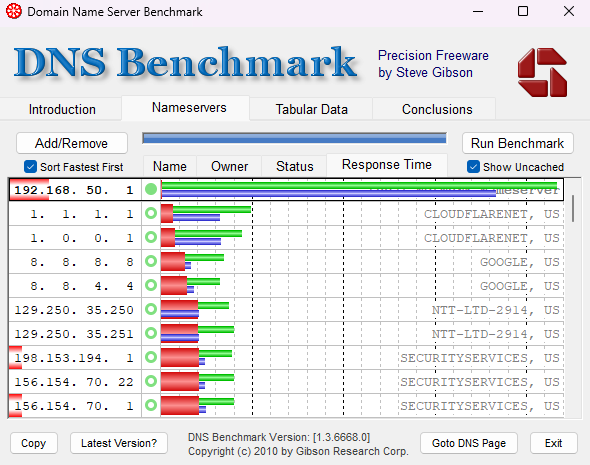 Domain Name Server Benchmark
DNS Benchmark
Precision Freeware
by Steve Gibson
Introduction
Nameservers
Tabular Data
Conclusions
Add/Remove
Run Benchmark
Sort Fastest First
Name
Owner
Status
Response Time
Show Uncached
192.168. 50. 1 nameserver
1. 1. 1. 1 CLOUDFLARENET, US
1. 0. 0. 1 CLOUDFLARENET, US
8. 8. 8. 8 GOOGLE, US
8. 8. 4. 4 GOOGLE, US
129.250. 35.250 NTT-LTD-2914, US
129.250. 35.251 NTT-LTD-2914, US
198.153.194. 1 SECURITYSERVICES, US
156.154. 70. 22 SECURITYSERVICES, US
156.154. 70. 1 SECURITYSERVICES, US
Copy
Latest Version?
DNS Benchmark Version: [1.3.6668.0]
Copyright (c) 2010 by Gibson Research Corp.
Goto DNS Page
Exit